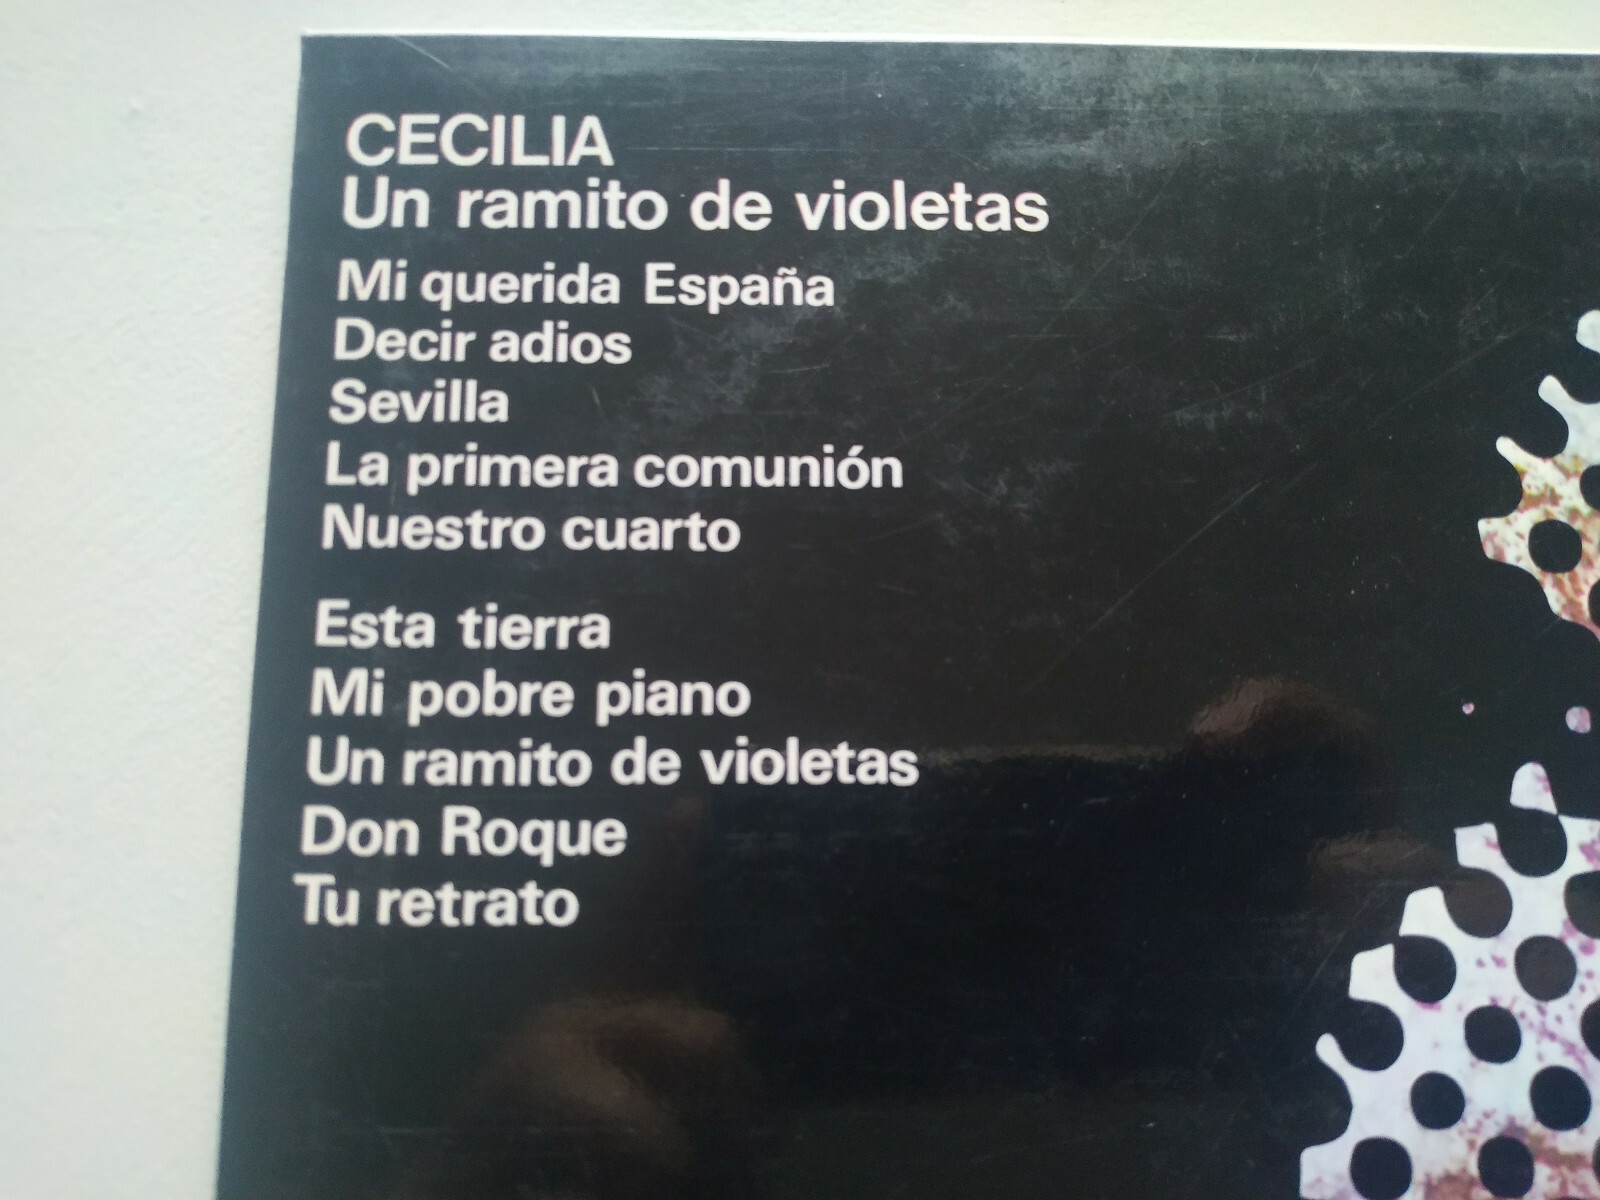 CECILIA
Un ramito de violetas
Mi querida España
Decir adios
Sevilla
La primera comunión
Nuestro cuarto
Esta tierra
Mi pobre piano
Un ramito de violetas
Don Roque
Tu retrato